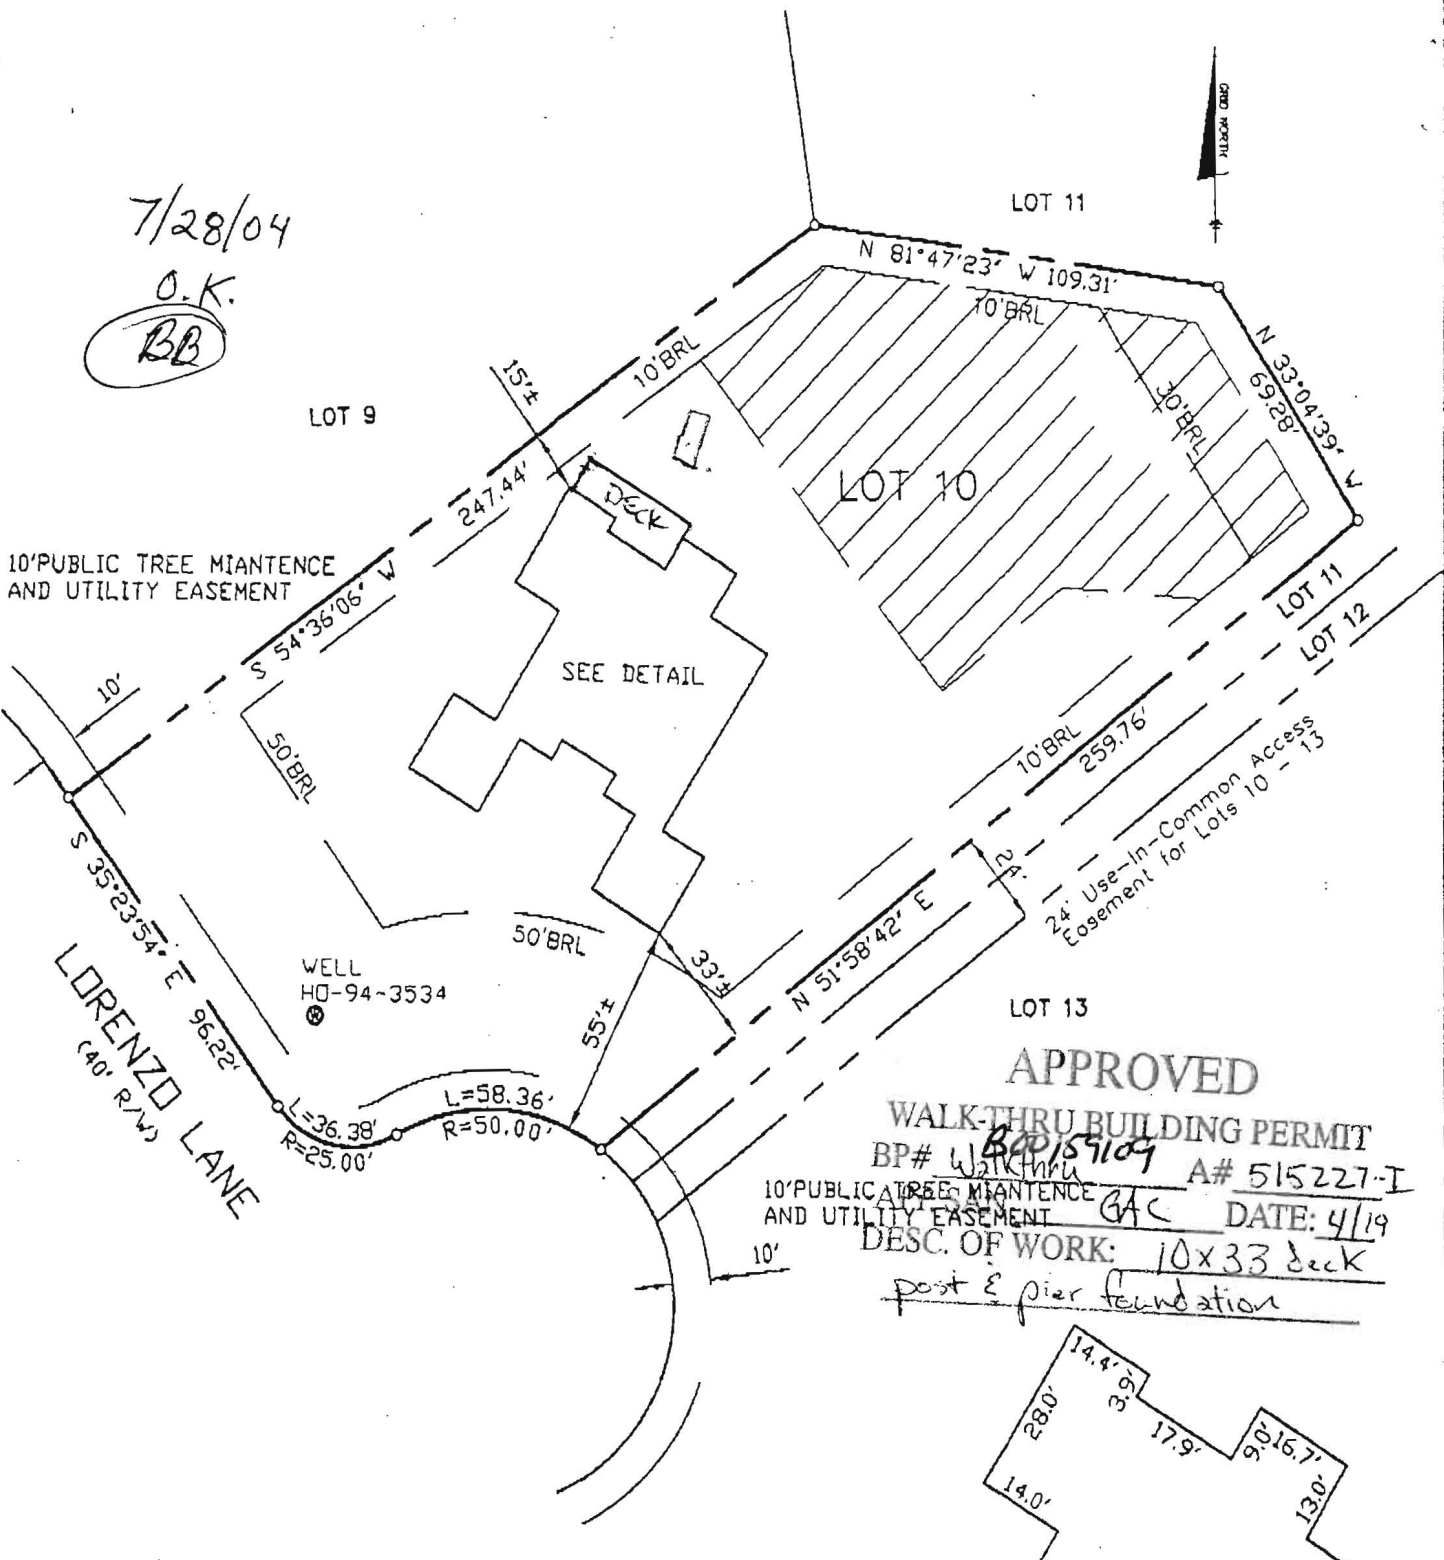 GRID NORTH
7/28/04
O.K.
BB
LOT 11
N 81°47'23" W 109.31'
10'BRL
N 33°04'39" W
69.28'
30'BRL
10'BRL
15'±
LOT 9
247.44'
DECK
LOT 10
10'PUBLIC TREE MIANTENCE
AND UTILITY EASEMENT
S 54°36'06" W
LOT 11
LOT 12
SEE DETAIL
10'
50'BRL
10'BRL
259.76'
24' Use-In-Common Access
Easement for Lots 10 - 13
24'
S 35°23'54" E
96.22'
N 51°58'42" E
50'BRL
33'±
WELL
HO-94-3534
55'±
LORENZO LANE
(40' R/W)
LOT 13
L=36.38'
R=25.00'
L=58.36'
R=50.00'
APPROVED
WALK-THRU BUILDING PERMIT
BP# Walkthru B00159109 A# 515227-I
10'PUBLIC TREE MIANTENCE
AND UTILITY EASEMENT
SAN GAC DATE: 4/19
DESC. OF WORK: 10x33 deck
post & pier foundation
10'
14.4'
3.9'
28.0'
17.9'
9.0'
16.7'
13.0'
14.0'